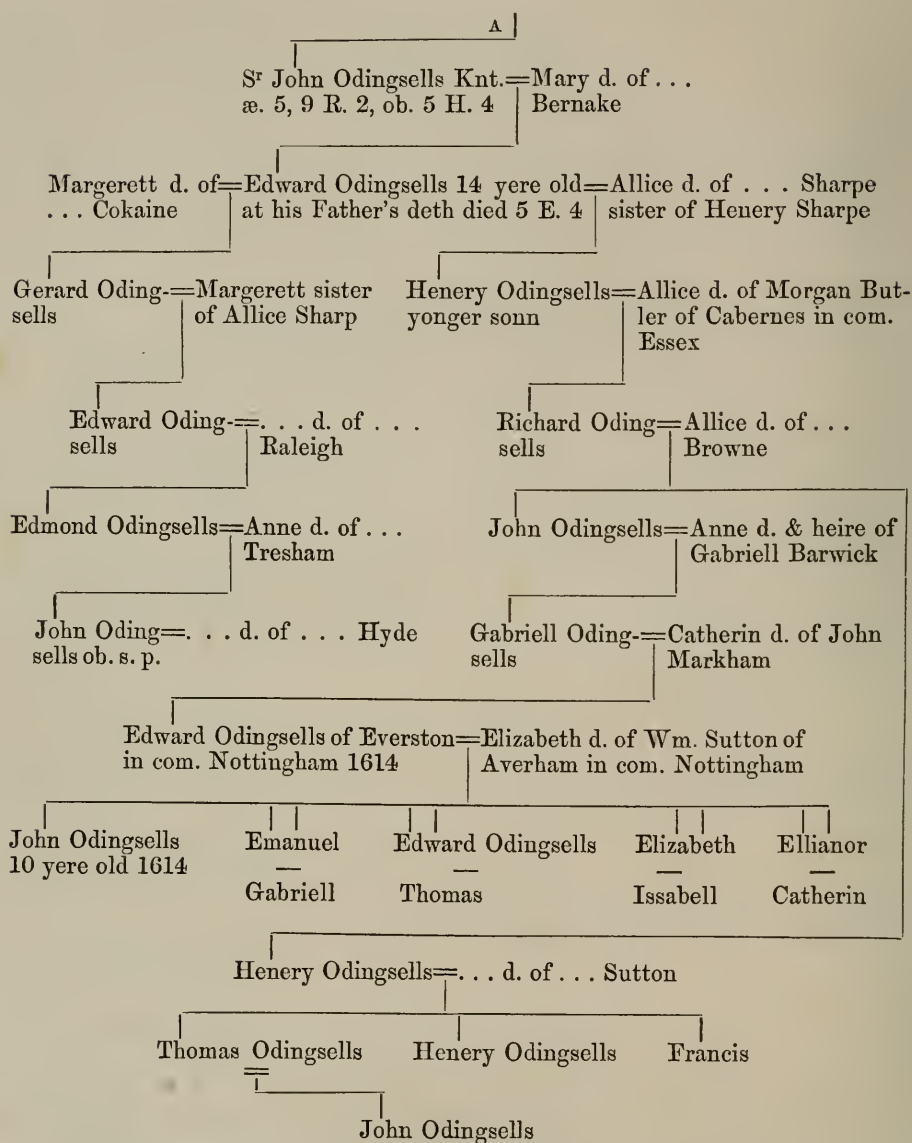 A
Sr John Odingsells Knt.=Mary d. of . . .
æ. 5, 9 R. 2, ob. 5 H. 4 Bernake
Margerett d. of=Edward Odingsells 14 yere old=Allice d. of . . . Sharpe
. . . Cokaine at his Father's deth died 5 E. 4 sister of Henery Sharpe
Gerard Oding-=Margerett sister Henery Odingsells=Allice d. of Morgan But-
sells of Allice Sharp yonger sonn ler of Cabernes in com.
Essex
Edward Oding-=. . . d. of . . . Richard Oding=Allice d. of . . .
sells Raleigh sells Browne
Edmond Odingsells=Anne d. of . . . John Odingsells=Anne d. & heire of
Tresham Gabriell Barwick
John Oding=. . . d. of . . . Hyde Gabriell Oding-=Catherin d. of John
sells ob. s. p. sells Markham
Edward Odingsells of Everston=Elizabeth d. of Wm. Sutton of
in com. Nottingham 1614 Averham in com. Nottingham
John Odingsells Emanuel Edward Odingsells Elizabeth Ellianor
10 yere old 1614 — — — —
Gabriell Thomas Issabell Catherin
Henery Odingsells=. . . d. of . . . Sutton
Thomas Odingsells Henery Odingsells Francis
=
John Odingsells